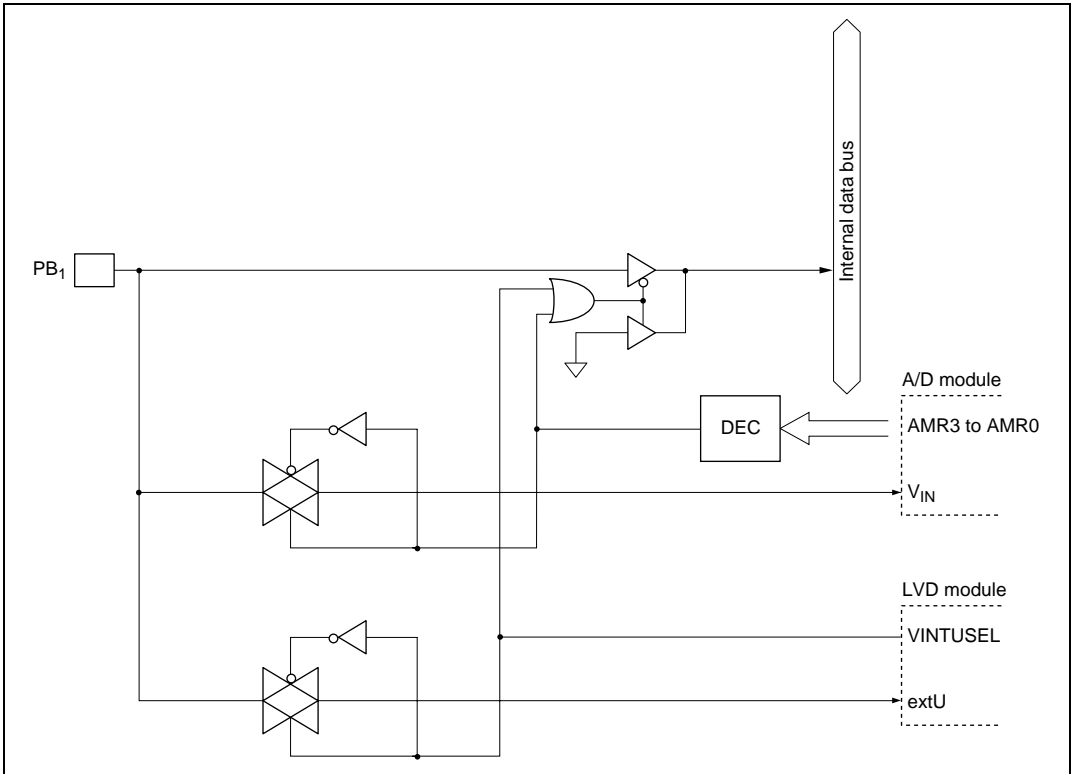 Internal data bus
PB1
A/D module
DEC
AMR3 to AMR0
VIN
LVD module
VINTUSEL
extU